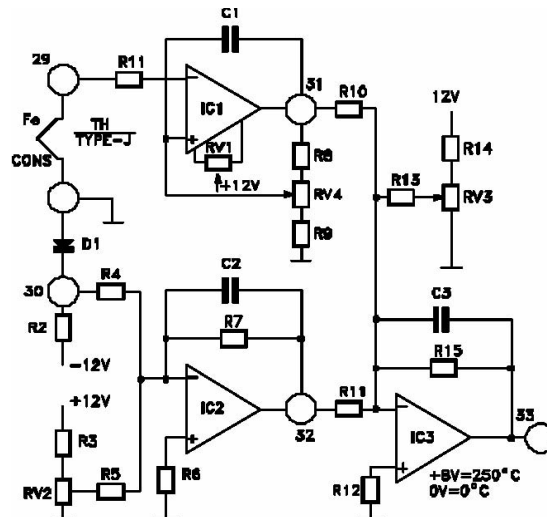 C1
29
R11
31
R10
IC1
12V
Fe
TH
TYPE-J
RV1
R8
R14
CONS
+12V
RV4
R13
RV3
R9
D1
C2
30
R4
C3
R2
R7
R15
-12V
+12V
R11
33
IC2
32
R3
IC3
RV2
R5
R6
R12
+8V=250°C
0V=0°C